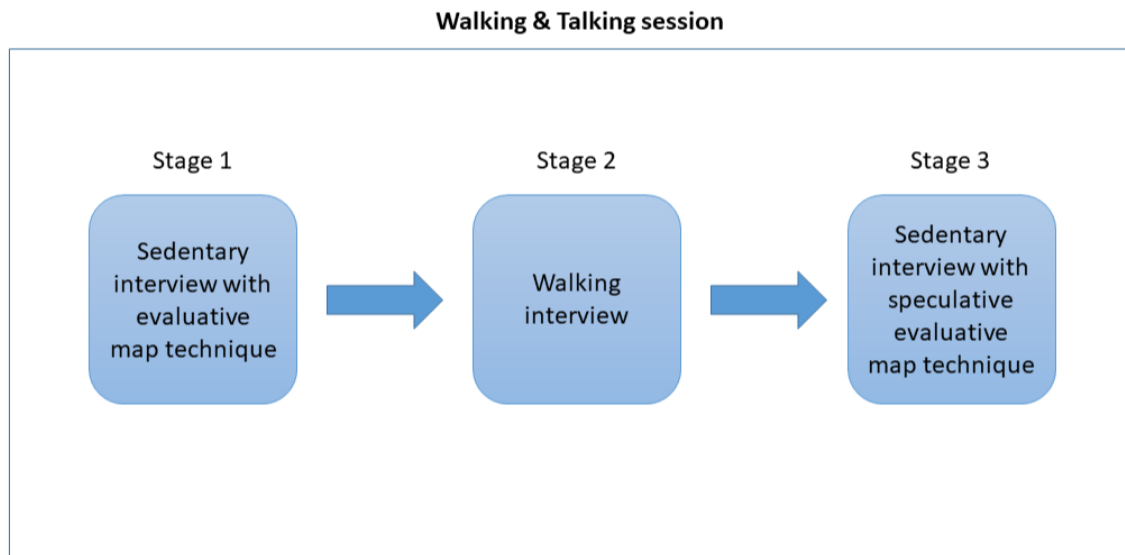 Walking & Talking session
Stage 1
Sedentary
interview with
evaluative
map technique
Stage 2
Walking
interview
Stage 3
Sedentary
interview with
speculative
evaluative
map technique